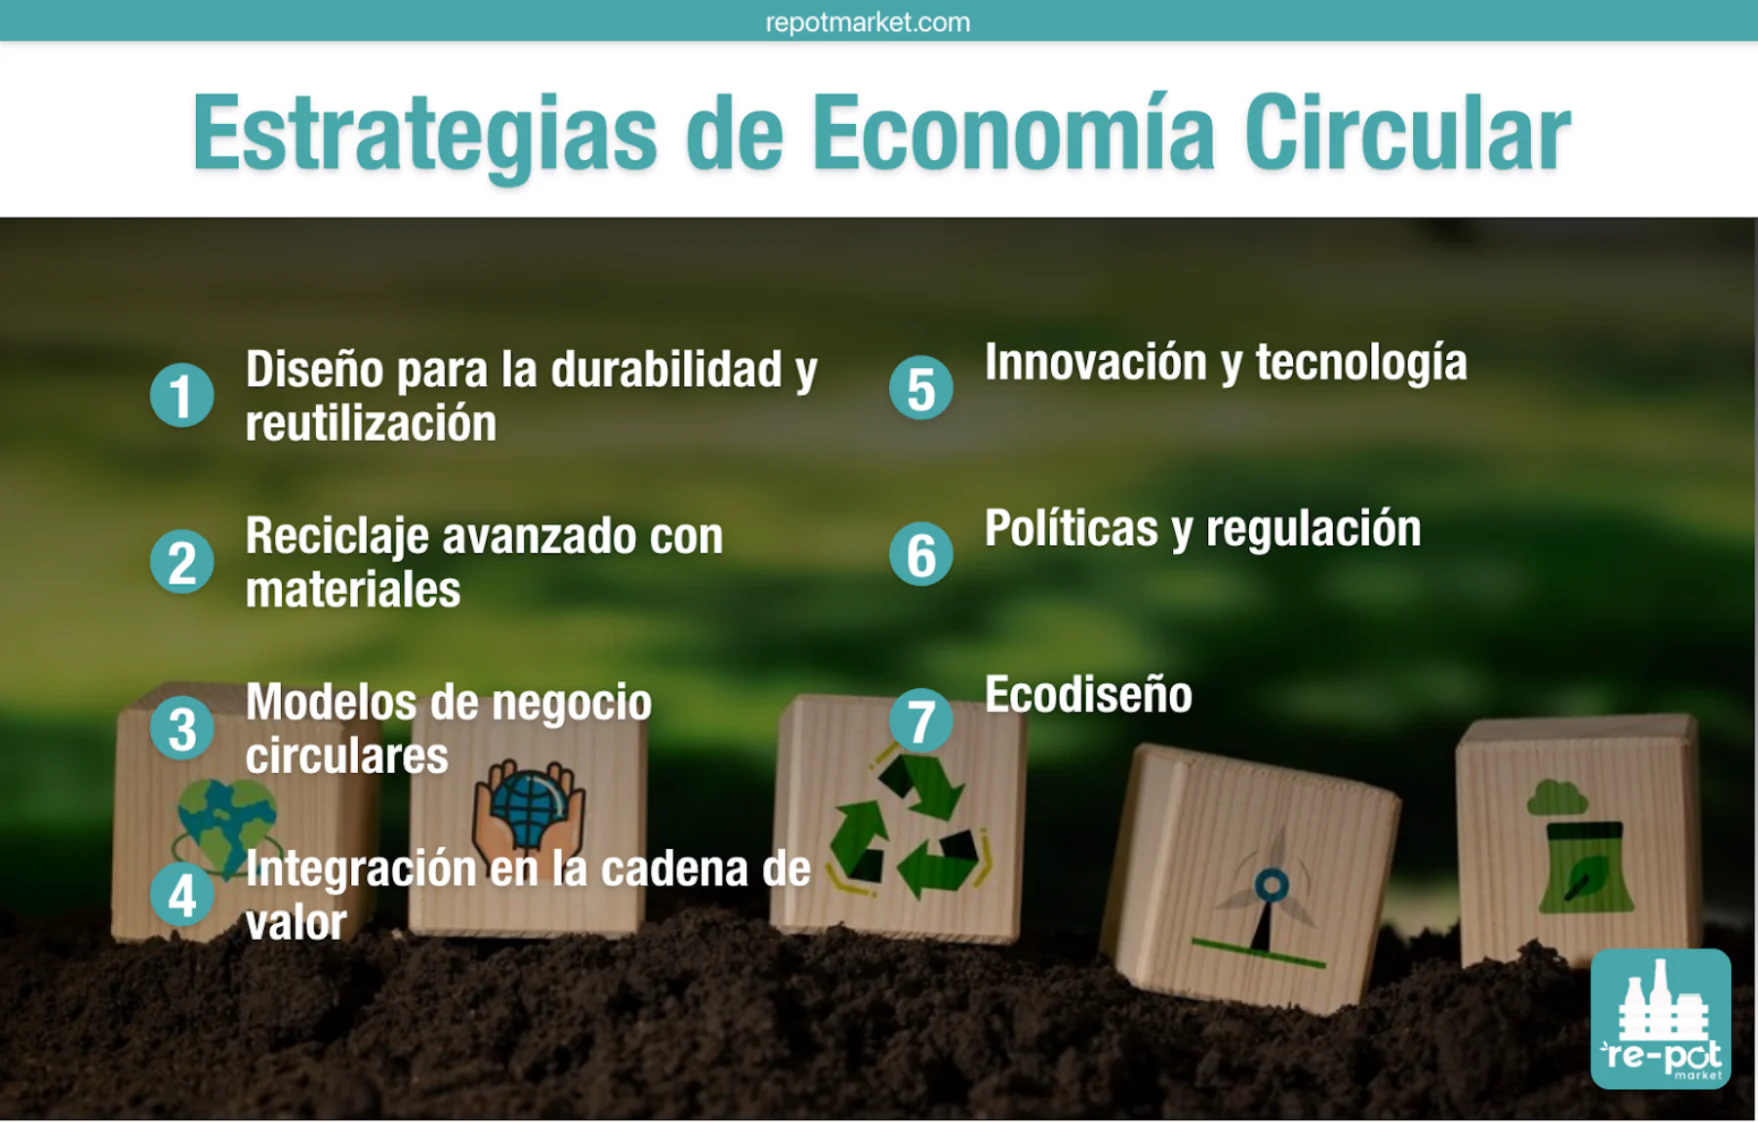 repotmarket.com
Estrategias de Economía Circular
1
Diseño para la durabilidad y
reutilización
2
Reciclaje avanzado con
materiales
3
Modelos de negocio
circulares
4
Integración en la cadena de
valor
5
Innovación y tecnología
6
Políticas y regulación
7
Ecodiseño
re-pot
market